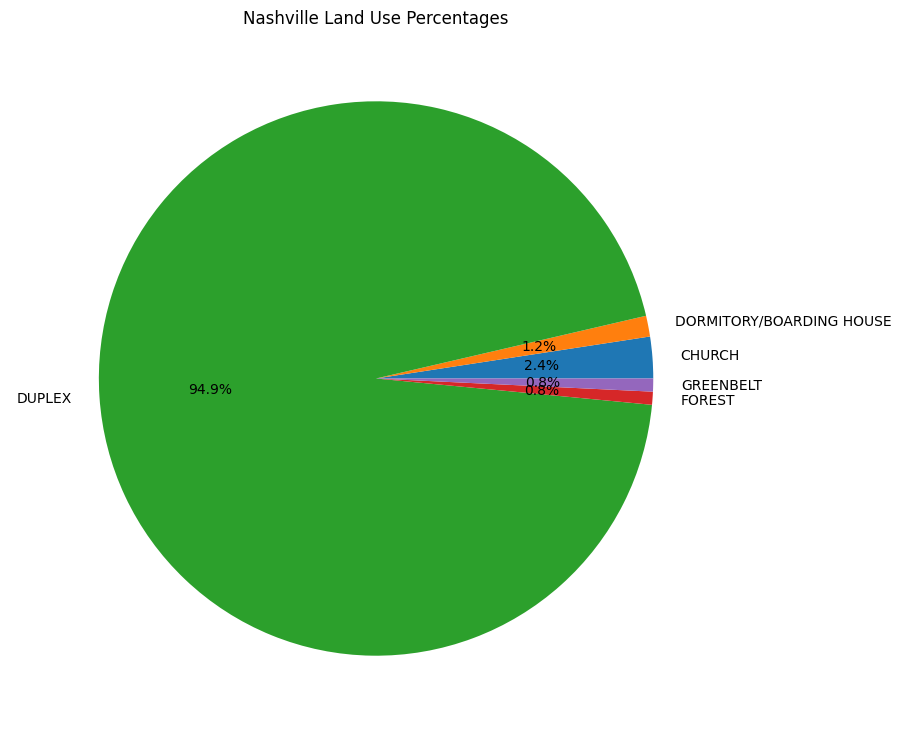 Nashville Land Use Percentages
DORMITORY/BOARDING HOUSE
1.2%
CHURCH
2.4%
GREENBELT
0.8%
FOREST
0.8%
DUPLEX
94.9%